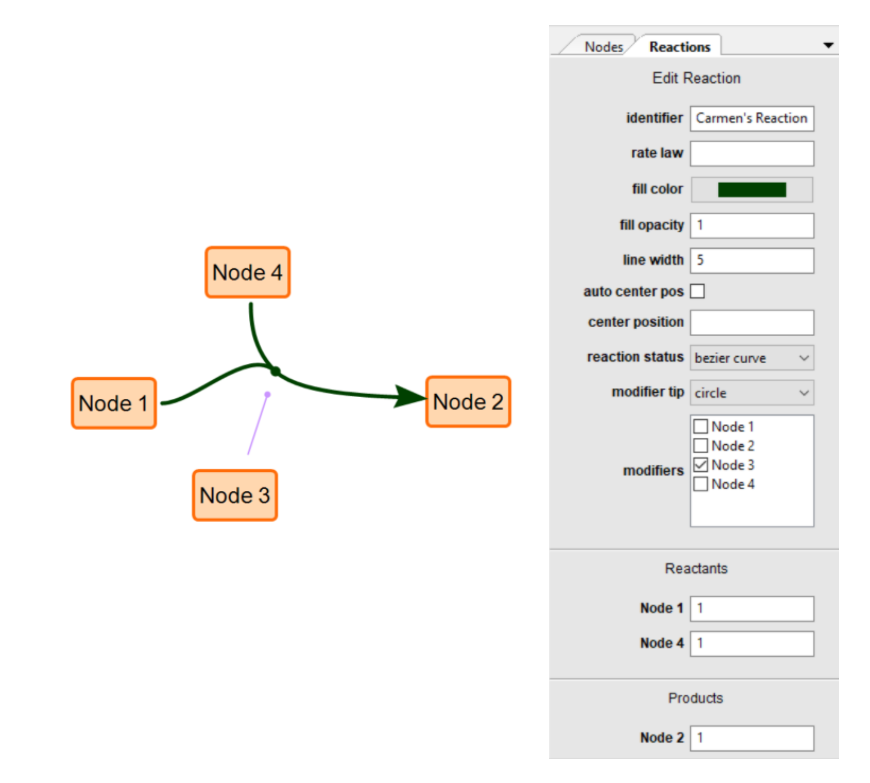 Node 4
Node 1
Node 2
Node 3
Nodes
Reactions
Edit Reaction
identifier Carmen's Reaction
rate law
fill color
fill opacity 1
line width 5
auto center pos
center position
reaction status bezier curve
modifier tip circle
modifiers
Node 1
Node 2
Node 3
Node 4
Reactants
Node 1 1
Node 4 1
Products
Node 2 1